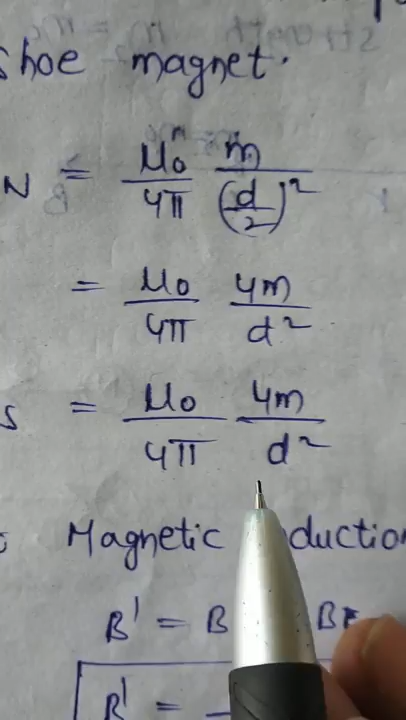 shoe magnet.
N = μ₀/4π m/(d/2)²
= μ₀/4π 4m/d²
S = μ₀/4π 4m/d²
Magnetic
B' = B
B' =